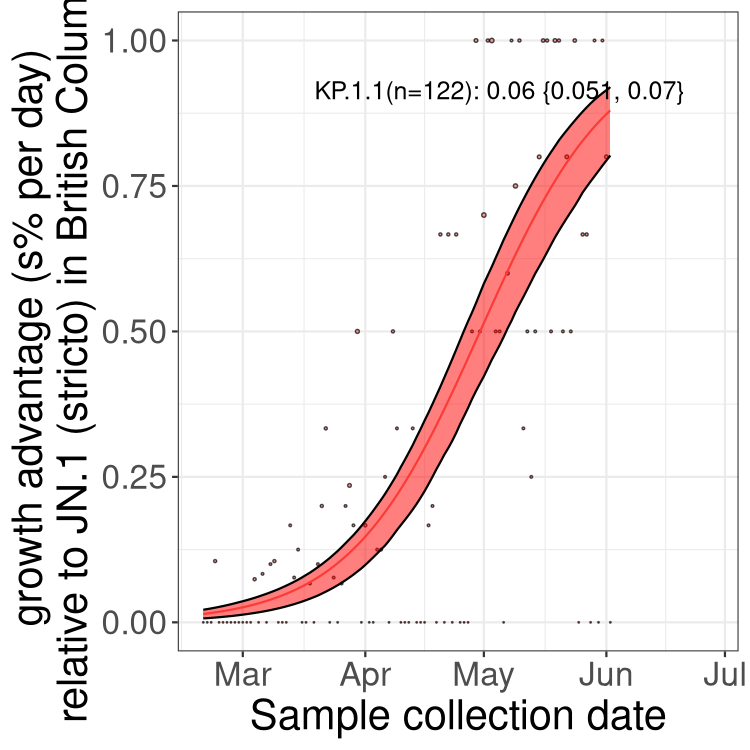 growth advantage (s% per day)
relative to JN.1 (stricto) in British Colum
1.00
0.75
0.50
0.25
0.00
KP.1.1(n=122): 0.06 {0.051, 0.07}
Mar Apr May Jun Jul
Sample collection date